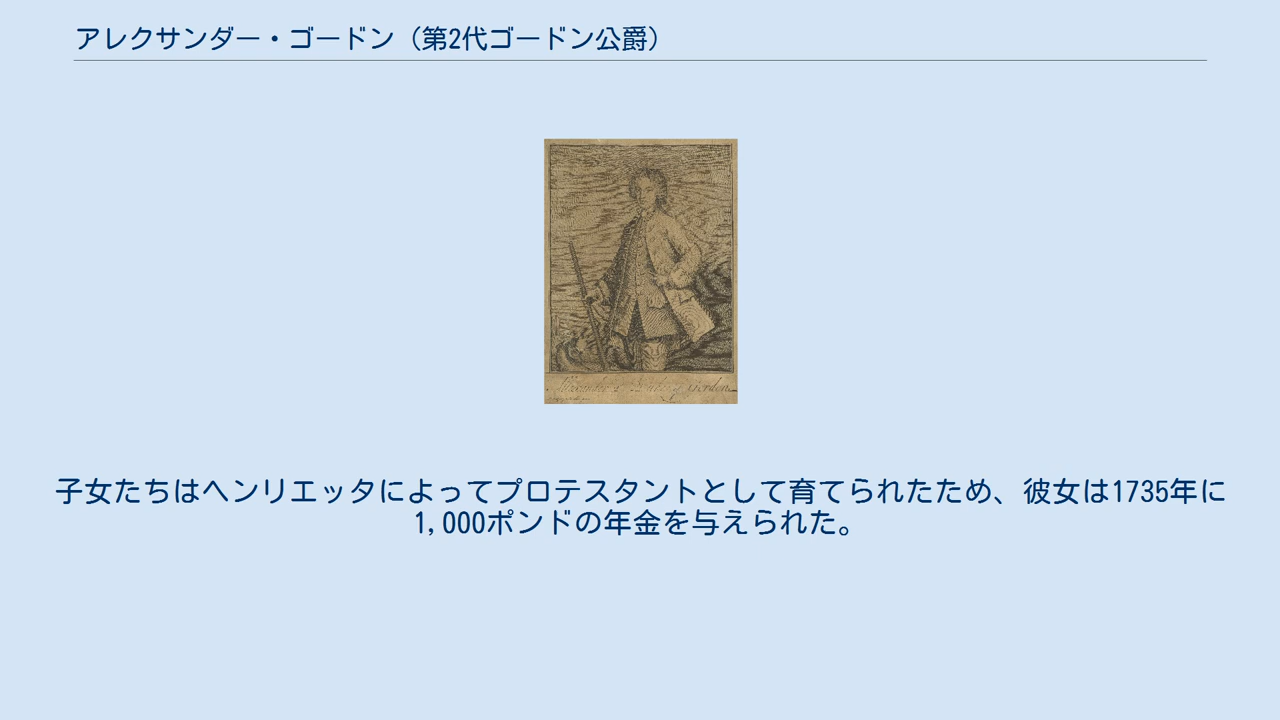 アレクサンダー・ゴードン（第2代ゴードン公爵）
Gordon
子女たちはヘンリエッタによってプロテスタントとして育てられたため、彼女は1735年に
1,000ポンドの年金を与えられた。